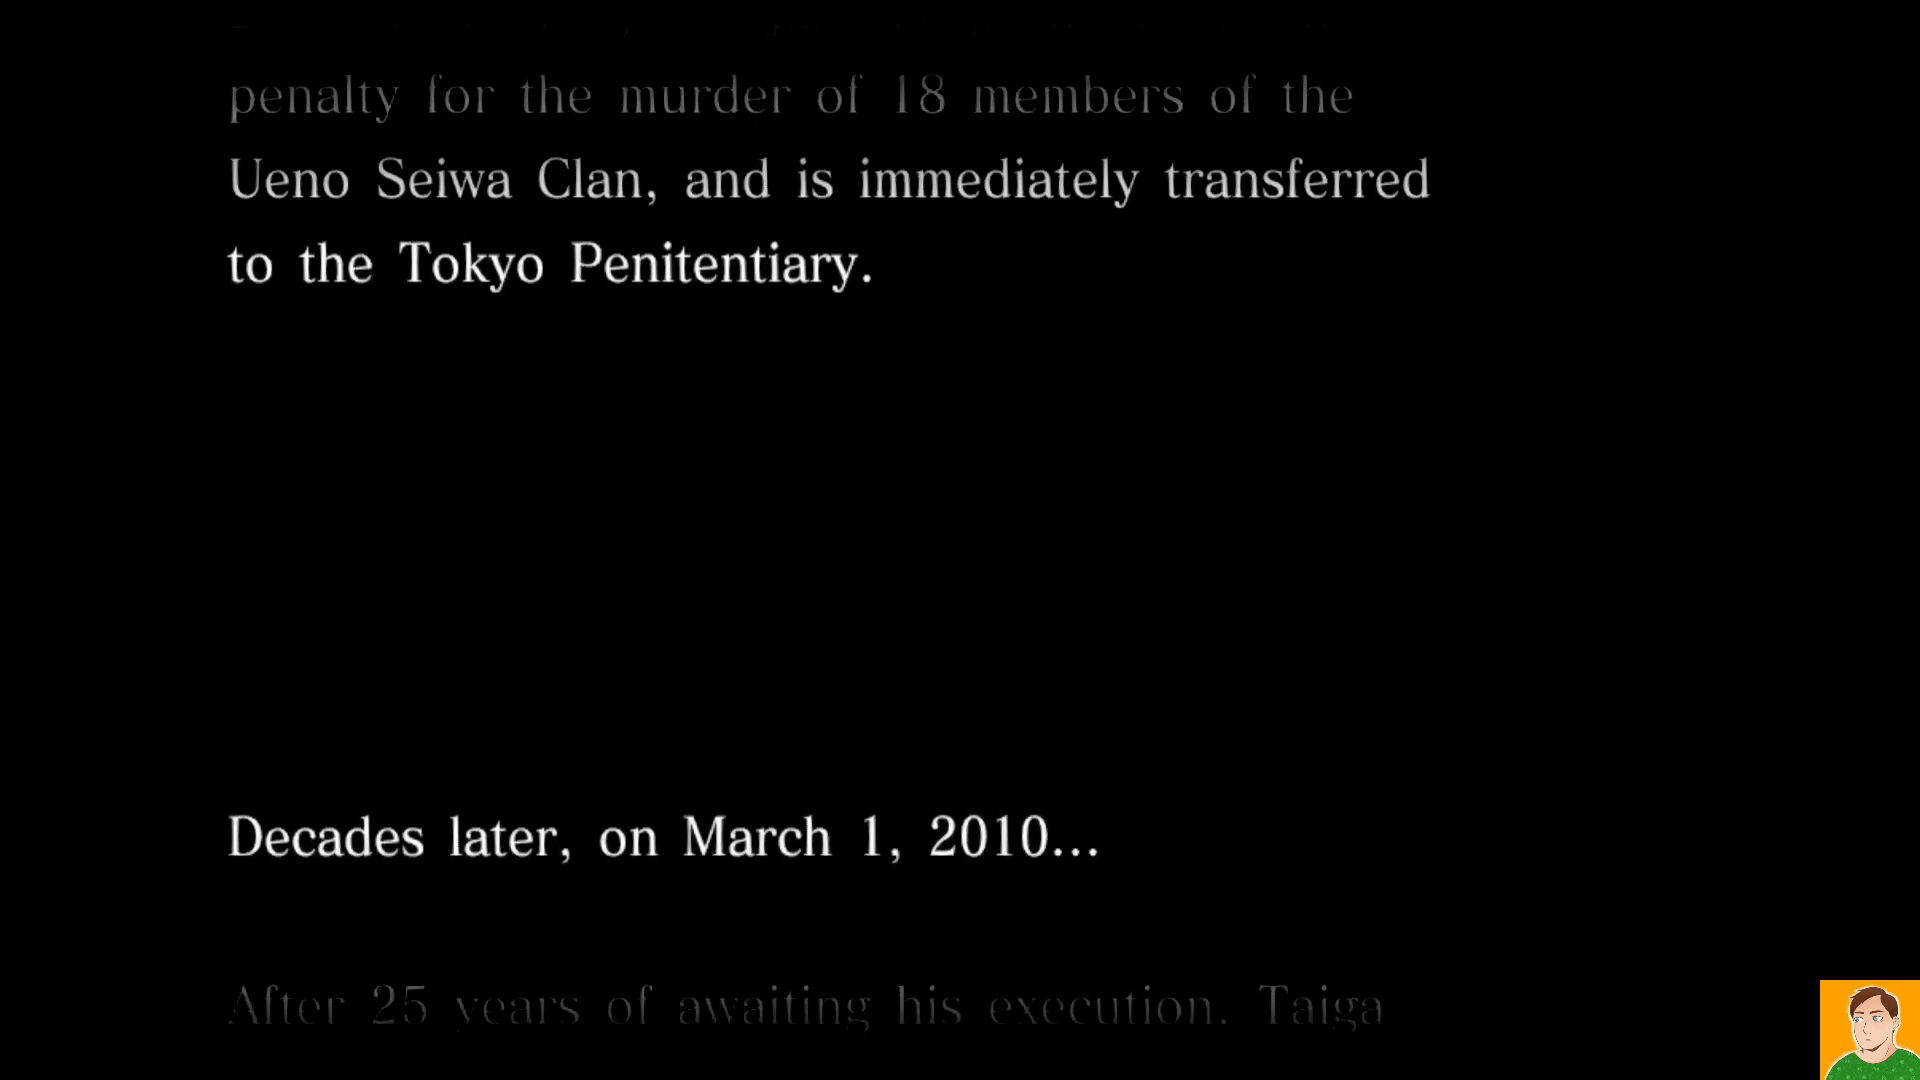 penalty for the murder of 18 members of the
Ueno Seiwa Clan, and is immediately transferred
to the Tokyo Penitentiary.
Decades later, on March 1, 2010...
After 25 years of awaiting his execution. Taiga